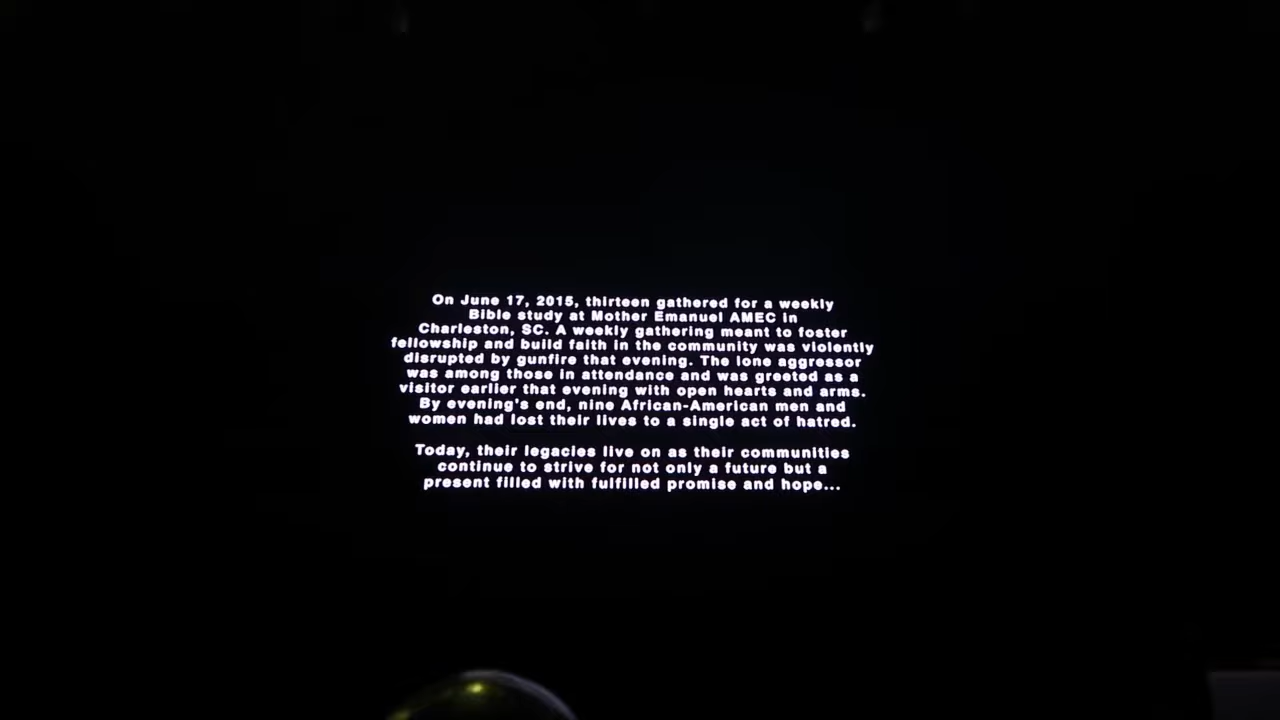 On June 17, 2015, thirteen gathered for a weekly
Bible study at Mother Emanuel AMEC in
Charleston, SC. A weekly gathering meant to foster
fellowship and build faith in the community was violently
disrupted by gunfire that evening. The lone aggressor
was among those in attendance and was greeted as a
visitor earlier that evening with open hearts and arms.
By evening's end, nine African-American men and
women had lost their lives to a single act of hatred.
Today, their legacies live on as their communities
continue to strive for not only a future but a
present filled with fulfilled promise and hope...